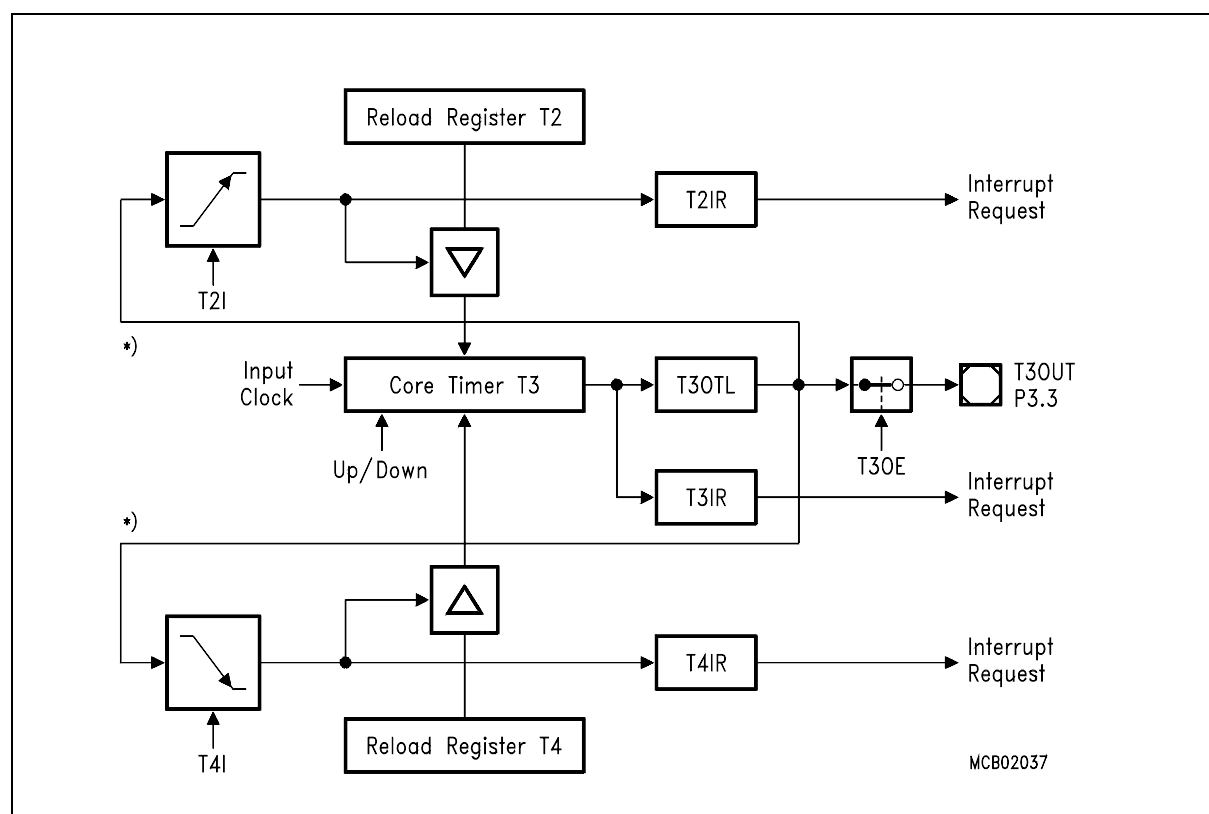 Reload Register T2
T2IR
Interrupt
Request
T2I
*)
Input
Clock
Core Timer T3
T3OTL
T3OUT
P3.3
Up/Down
T3OE
T3IR
Interrupt
Request
*)
T4IR
Interrupt
Request
Reload Register T4
T4I
MCB02037